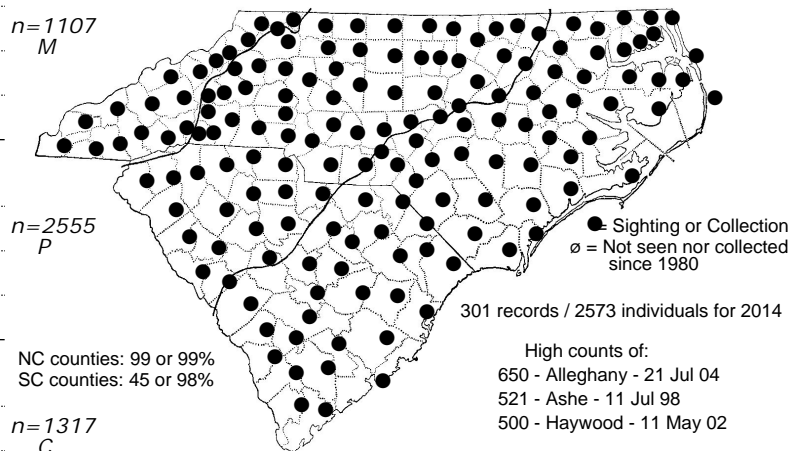 n=1107
M
n=2555
P
= Sighting or Collection
ø = Not seen nor collected
since 1980
301 records / 2573 individuals for 2014
NC counties: 99 or 99%
SC counties: 45 or 98%
High counts of:
650 - Alleghany - 21 Jul 04
521 - Ashe - 11 Jul 98
500 - Haywood - 11 May 02
n=1317
C